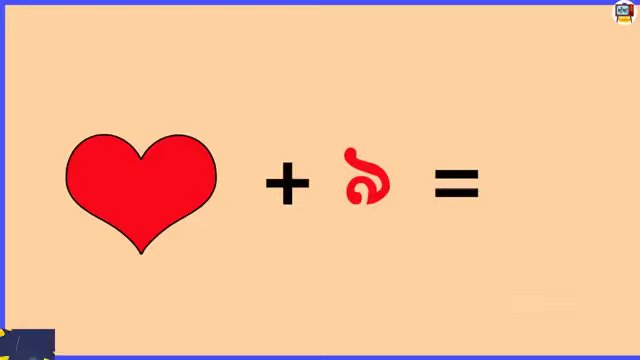 + ৯ =